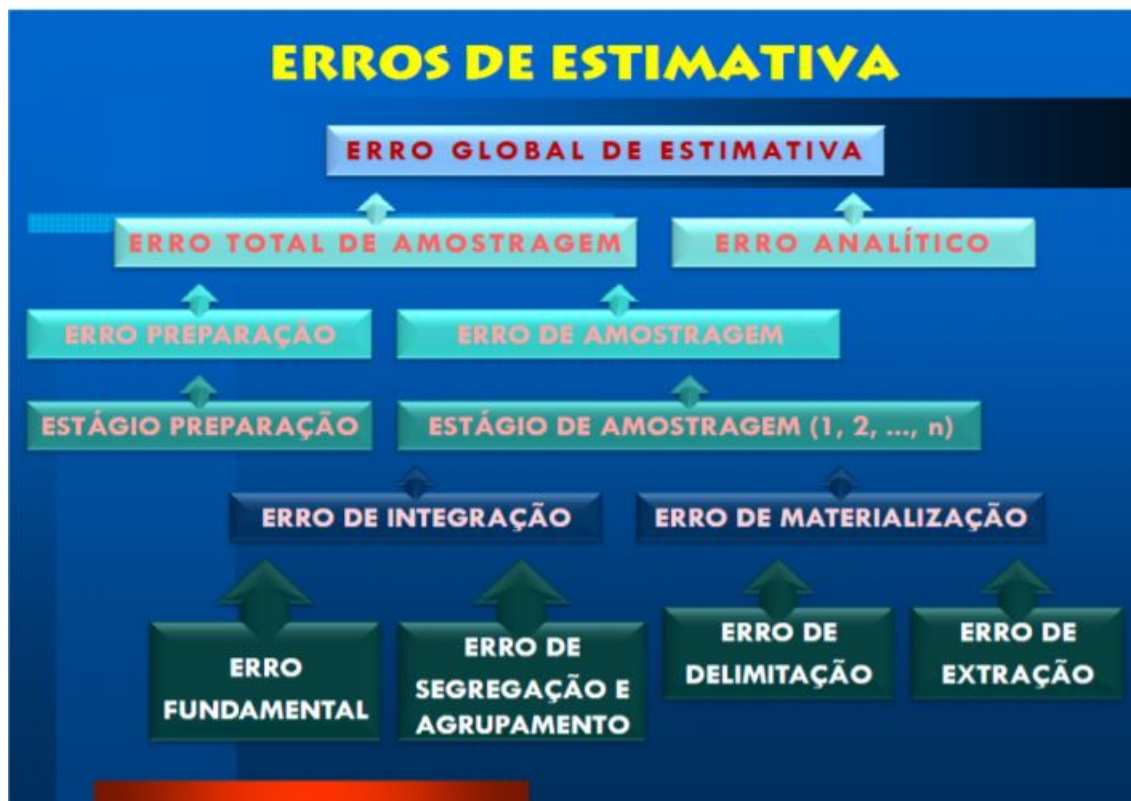 ERROS DE ESTIMATIVA
ERRO GLOBAL DE ESTIMATIVA
ERRO TOTAL DE AMOSTRAGEM
ERRO ANALÍTICO
ERRO PREPARAÇÃO
ERRO DE AMOSTRAGEM
ESTÁGIO PREPARAÇÃO
ESTÁGIO DE AMOSTRAGEM (1, 2, ..., n)
ERRO DE INTEGRAÇÃO
ERRO DE MATERIALIZAÇÃO
ERRO
FUNDAMENTAL
ERRO DE
SEGREGAÇÃO E
AGRUPAMENTO
ERRO DE
DELIMITAÇÃO
ERRO DE
EXTRAÇÃO